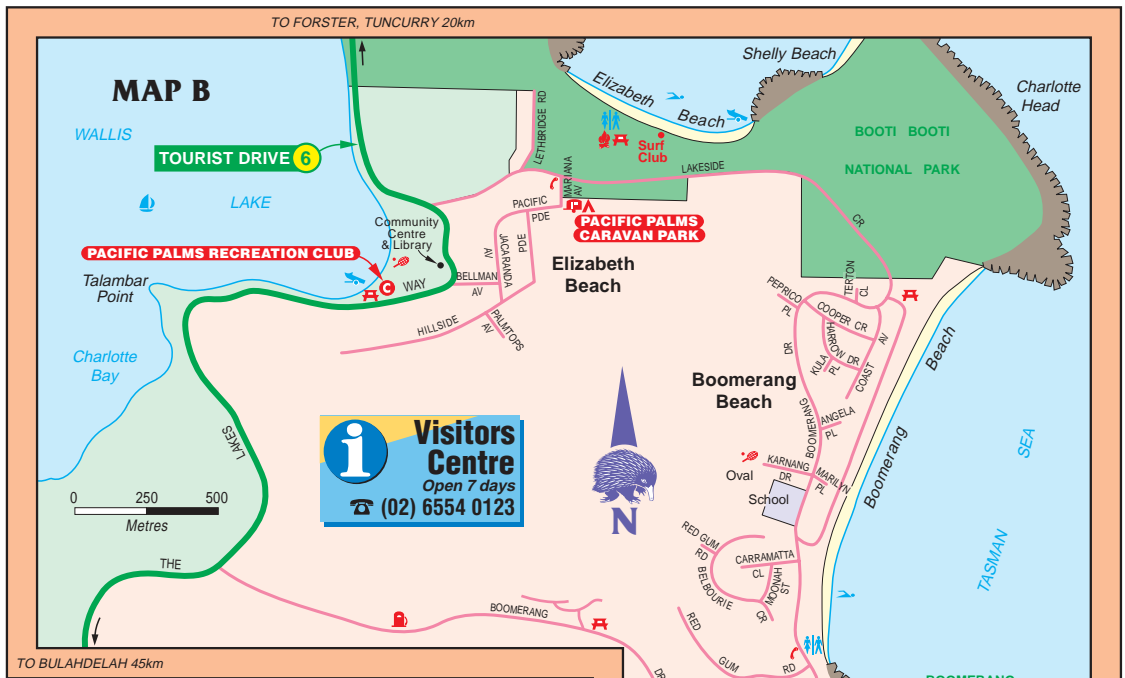 TO FORSTER, TUNCURRY 20km
MAP B
WALLIS
LAKE
TOURIST DRIVE 6
PACIFIC PALMS RECREATION CLUB
Talambar
Point
Charlotte
Bay
Community
Centre
& Library
C
WAY
LETHBRIDGE RD
Elizabeth
Beach
Shelly Beach
Charlotte
Head
Surf
Club
BOOTI BOOTI
NATIONAL PARK
LAKESIDE
CR
MARIANA
AV
PACIFIC
PDE
PACIFIC PALMS
CARAVAN PARK
JACARANDA
AV
PDE
BELLMAN
AV
HILLSIDE
PALMTOPS
AV
Elizabeth
Beach
TERTON
CL
PEPRICO
PL
COOPER CR
HARROW DR
KULA
PL
COAST
AV
DR
Boomerang
Beach
BOOMERANG
ANGELA
PL
KARNANG
DR
MARILYN
PL
Oval
School
Boomerang
Beach
TASMAN
SEA
i
Visitors
Centre
Open 7 days
☎ (02) 6554 0123
N
LAKES
THE
0 250 500
Metres
RED GUM
RD
CARRAMATTA
CL
BELBOURIE
CR
MOONAH
ST
BOOMERANG
DR
RED
GUM
RD
TO BULAHDELAH 45km